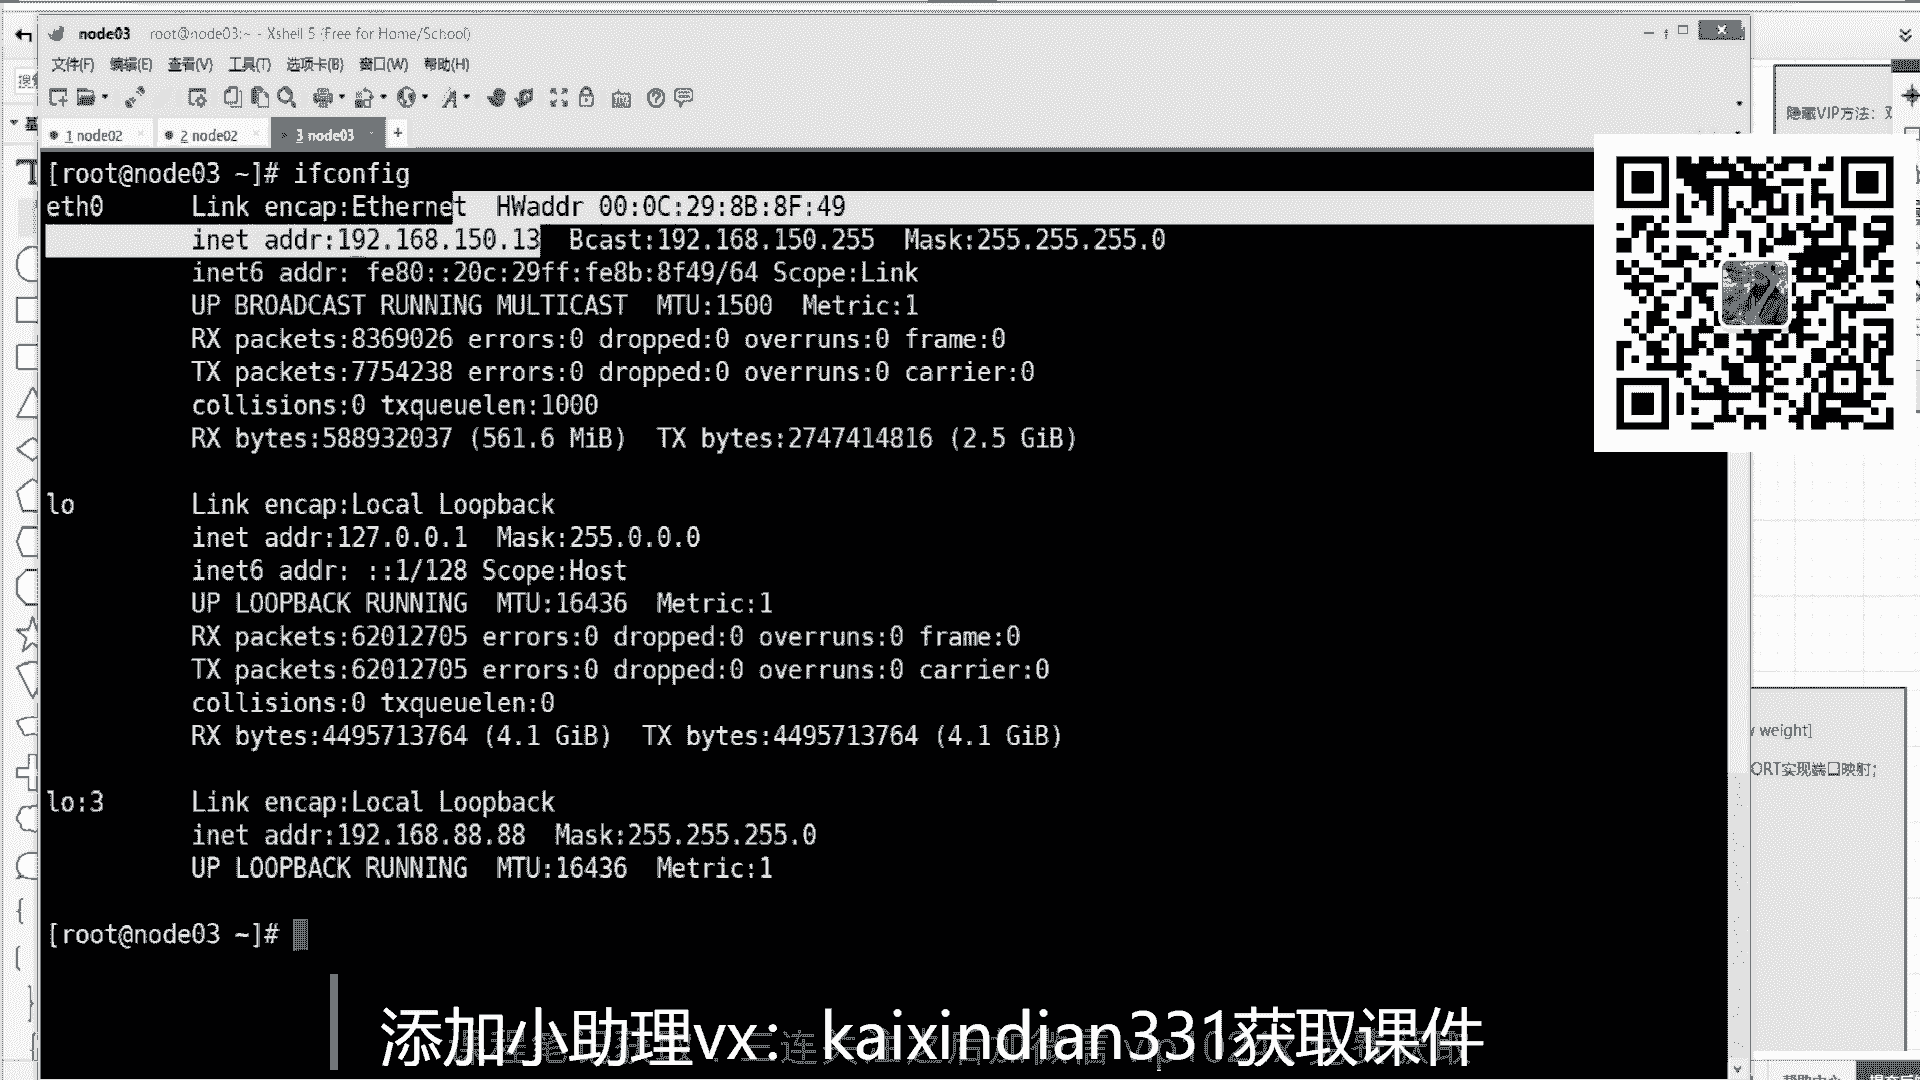 node03 root@node03:~ - Xshell 5 (Free for Home/School)
文件(F) 编辑(E) 查看(V) 工具(T) 选项卡(B) 窗口(W) 帮助(H)
隐藏VIP方法：
1 node02 2 node02 3 node03 +
[root@node03 ~]# ifconfig
eth0 Link encap:Ethernet HWaddr 00:0C:29:8B:8F:49
inet addr:192.168.150.13 Bcast:192.168.150.255 Mask:255.255.255.0
inet6 addr: fe80::20c:29ff:fe8b:8f49/64 Scope:Link
UP BROADCAST RUNNING MULTICAST MTU:1500 Metric:1
RX packets:8369026 errors:0 dropped:0 overruns:0 frame:0
TX packets:7754238 errors:0 dropped:0 overruns:0 carrier:0
collisions:0 txqueuelen:1000
RX bytes:588932037 (561.6 MiB) TX bytes:2747414816 (2.5 GiB)
lo Link encap:Local Loopback
inet addr:127.0.0.1 Mask:255.0.0.0
inet6 addr: ::1/128 Scope:Host
UP LOOPBACK RUNNING MTU:16436 Metric:1
RX packets:62012705 errors:0 dropped:0 overruns:0 frame:0
TX packets:62012705 errors:0 dropped:0 overruns:0 carrier:0
collisions:0 txqueuelen:0
RX bytes:4495713764 (4.1 GiB) TX bytes:4495713764 (4.1 GiB)
weight]
ORT实现端口映射;
lo:3 Link encap:Local Loopback
inet addr:192.168.88.88 Mask:255.255.255.0
UP LOOPBACK RUNNING MTU:16436 Metric:1
[root@node03 ~]#
添加小助理vx：kaixindian331获取课件